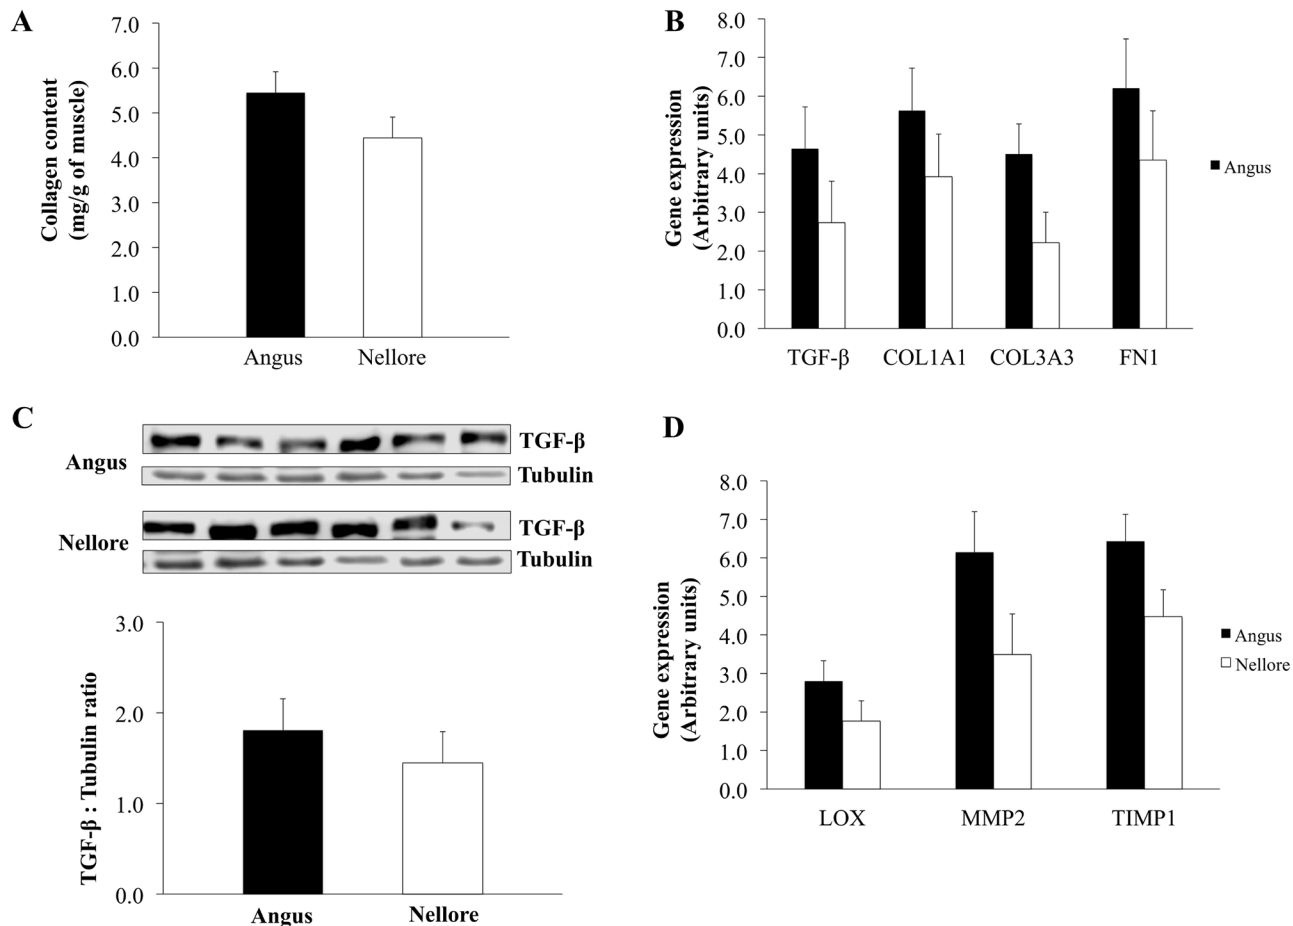 A
Collagen content
(mg/g of muscle)
7.0
6.0
5.0
4.0
3.0
2.0
1.0
0.0
Angus
Nellore
B
Gene expression
(Arbitrary units)
8.0
7.0
6.0
5.0
4.0
3.0
2.0
1.0
0.0
TGF-β
COL1A1
COL3A3
FN1
Angus
C
Angus
TGF-β
Tubulin
Nellore
TGF-β
Tubulin
TGF-β : Tubulin ratio
3.0
2.0
1.0
0.0
Angus
Nellore
D
Gene expression
(Arbitrary units)
8.0
7.0
6.0
5.0
4.0
3.0
2.0
1.0
0.0
LOX
MMP2
TIMP1
Angus
Nellore